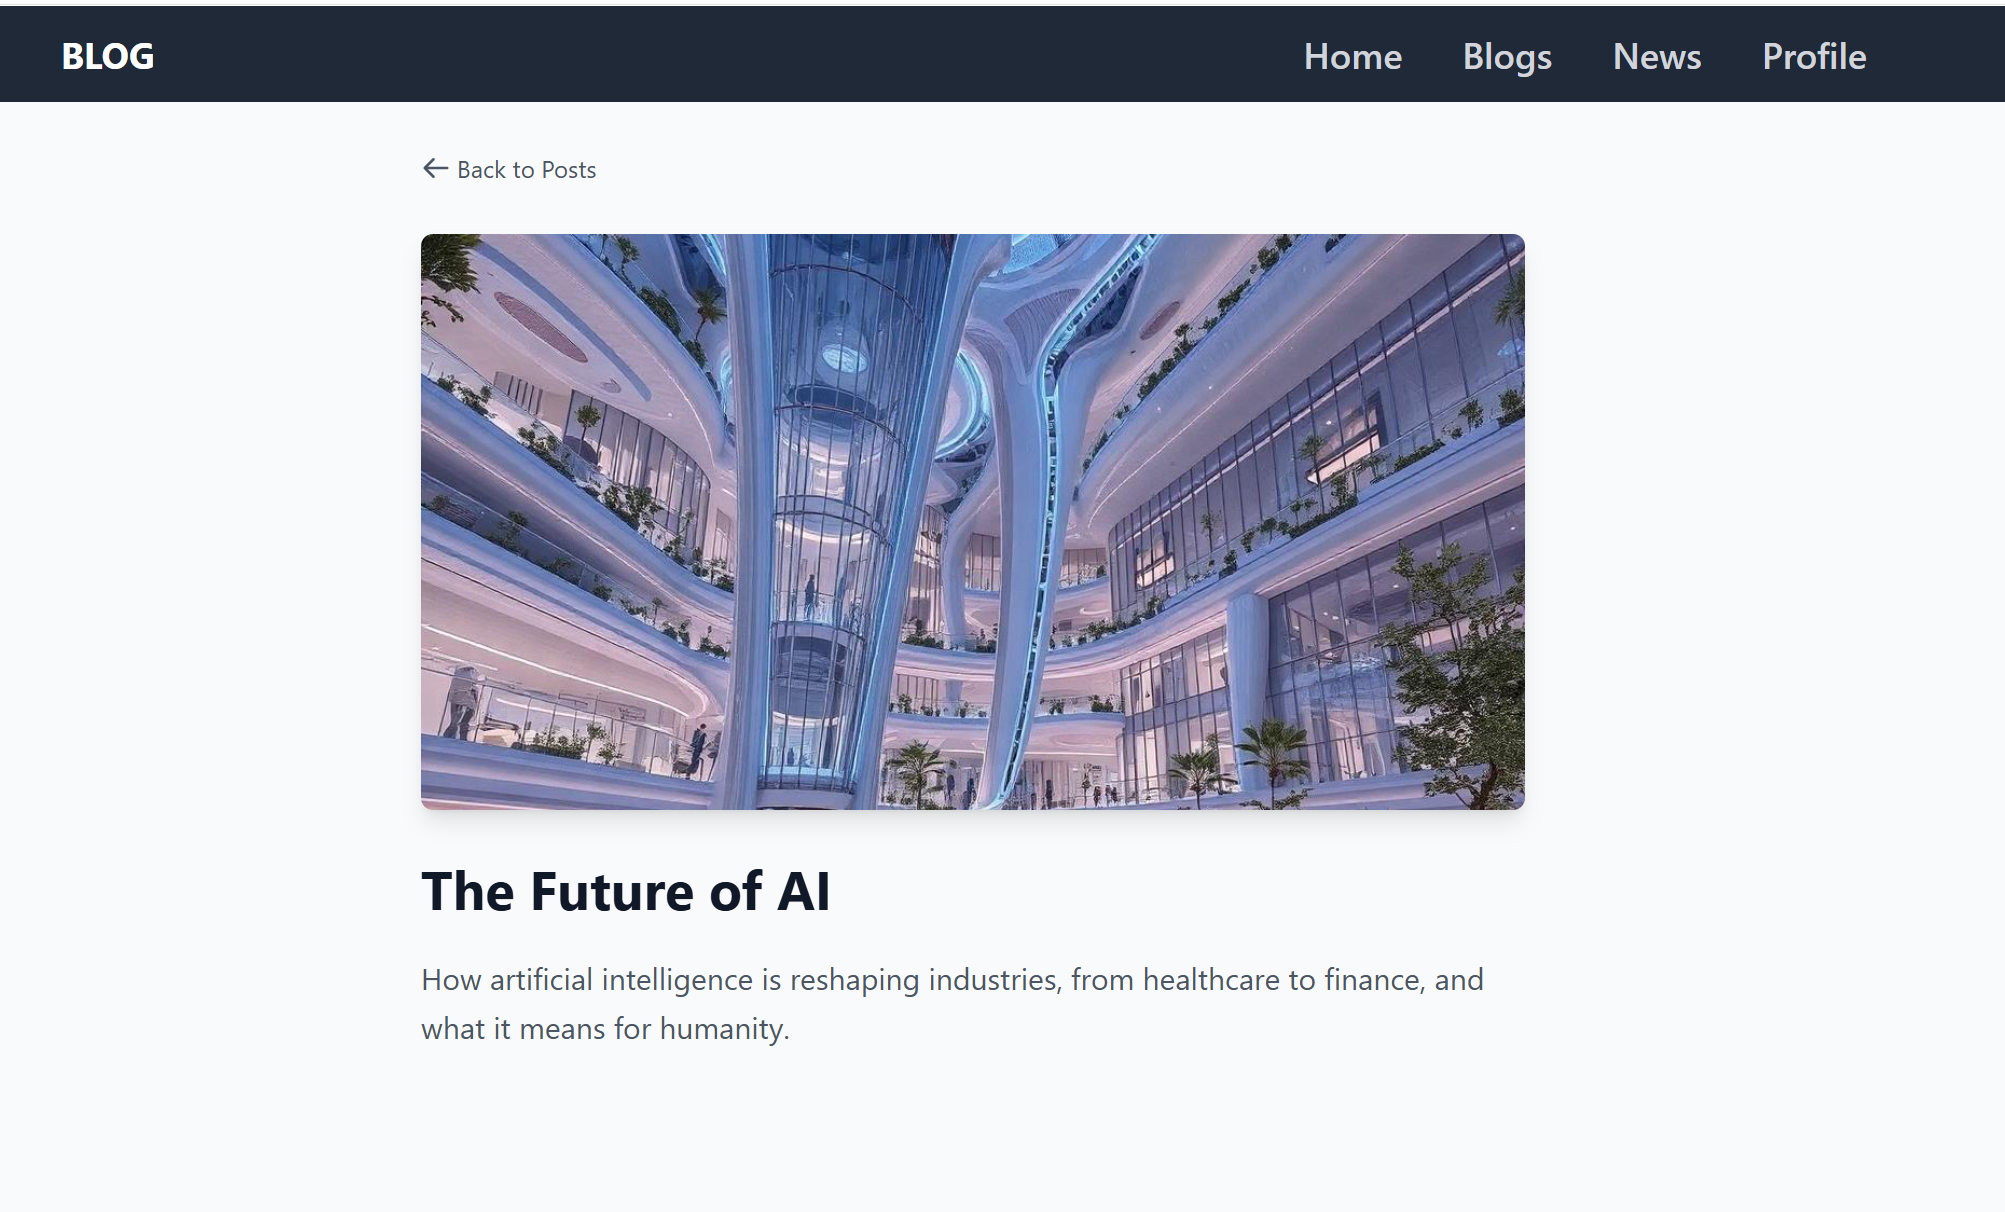 BLOG
Home Blogs News Profile
← Back to Posts
The Future of AI
How artificial intelligence is reshaping industries, from healthcare to finance, and
what it means for humanity.